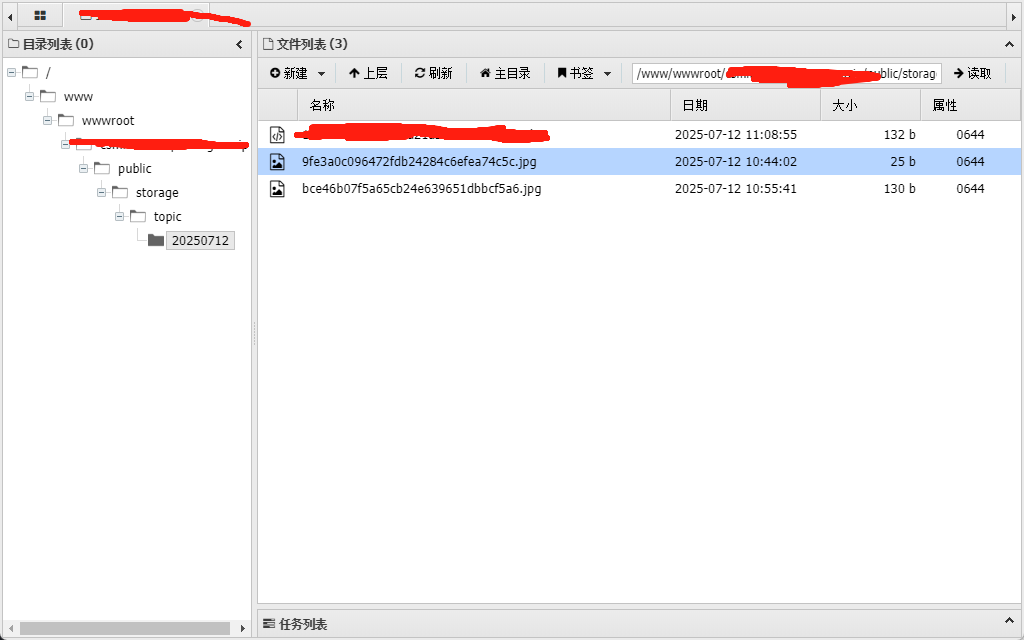 目录列表 (0)
/
www
wwwroot
public
storage
topic
20250712
文件列表 (3)
新建 上层 刷新 主目录 书签 /www/wwwroot/ public/storag 读取
名称 日期 大小 属性
2025-07-12 11:08:55 132 b 0644
9fe3a0c096472fdb24284c6efea74c5c.jpg 2025-07-12 10:44:02 25 b 0644
bce46b07f5a65cb24e639651dbbcf5a6.jpg 2025-07-12 10:55:41 130 b 0644
任务列表